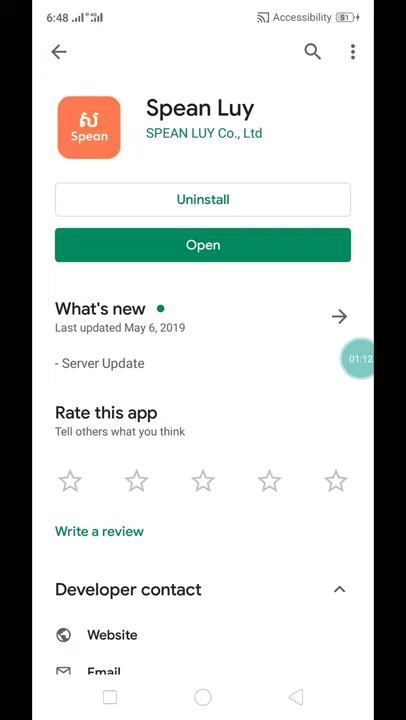 6:48
Accessibility
51
ស
Spean
Spean Luy
SPEAN LUY Co., Ltd
Uninstall
Open
What's new
Last updated May 6, 2019
- Server Update
01:12
Rate this app
Tell others what you think
Write a review
Developer contact
Website
Email